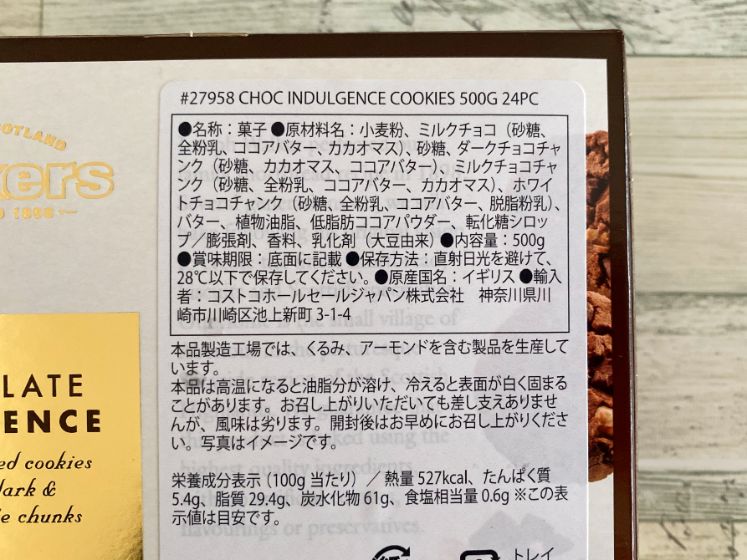 #27958 CHOC INDULGENCE COOKIES 500G 24PC
●名称：菓子 ●原材料名：小麦粉、ミルクチョコ（砂糖、
全粉乳、ココアバター、カカオマス）、砂糖、ダークチョコチャ
ンク（砂糖、カカオマス、ココアバター）、ミルクチョコチャ
ンク（砂糖、全粉乳、ココアバター、カカオマス）、ホワイ
トチョコチャンク（砂糖、全粉乳、ココアバター、脱脂粉乳）、
バター、植物油脂、低脂肪ココアパウダー、転化糖シロッ
プ／膨張剤、香料、乳化剤（大豆由来）●内容量：500g
●賞味期限：底面に記載 ●保存方法：直射日光を避けて、
28℃以下で保存してください。●原産国名：イギリス ●輸入
者：コストコホールセールジャパン株式会社 神奈川県川
崎市川崎区池上新町 3-1-4
本品製造工場では、くるみ、アーモンドを含む製品を生産して
います。
本品は高温になると油脂分が溶け、冷えると表面が白く固まる
ことがあります。お召し上がりいただいても差し支えありませ
んが、風味は劣ります。開封後はお早めにお召し上がりくださ
い。写真はイメージです。
栄養成分表示（100g 当たり）／ 熱量 527kcal、たんぱく質
5.4g、脂質 29.4g、炭水化物 61g、食塩相当量 0.6g ※この表
示値は目安です。
トレイ
OTLAND
kers
1898
LATE
ENCE
ed cookies
dark &
e chunks